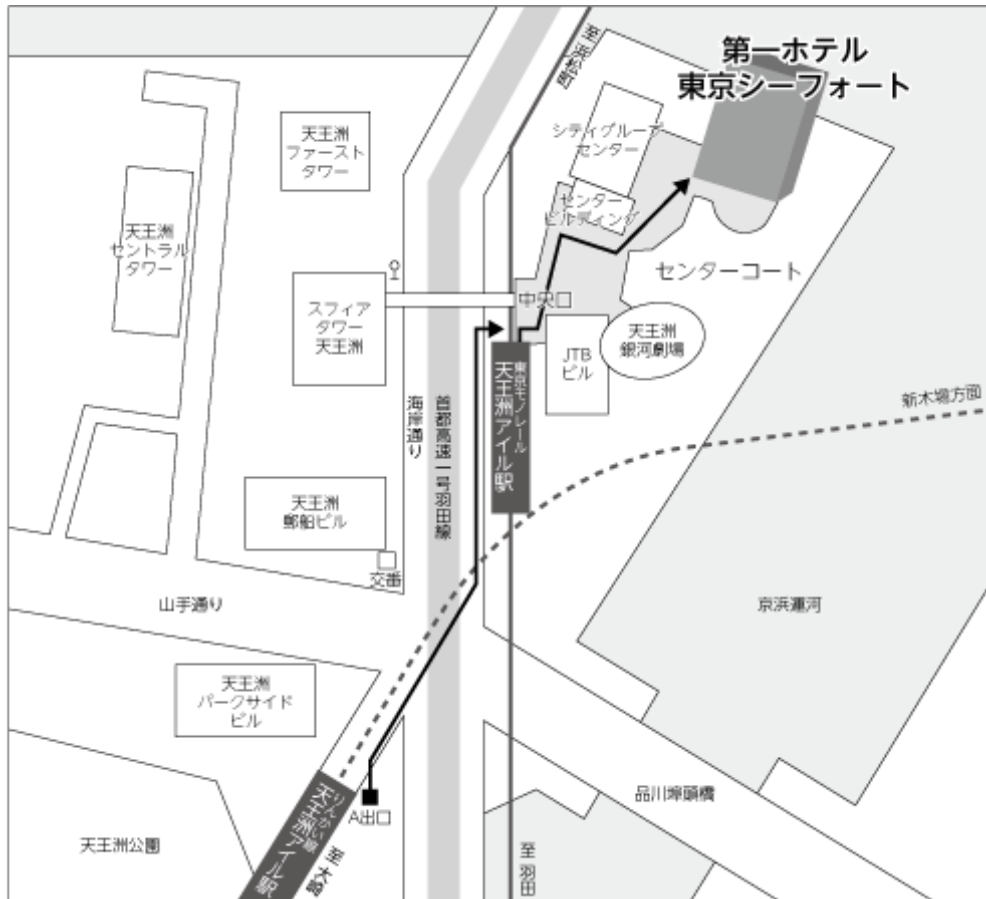 第一ホテル
東京シーフォート
至 浜松町
シティグループ
センター
センター
ビルディング
天王洲
ファースト
タワー
天王洲
セントラル
タワー
センターコート
スフィア
タワー
天王洲
中央口
天王洲
銀河劇場
JTB
ビル
東京モノレール
天王洲アイル駅
新木場方面
海岸通り
首都高速一号羽田線
天王洲
郵船ビル
交番
山手通り
京浜運河
天王洲
パークサイド
ビル
品川埠頭橋
A出口
りんかい線
天王洲アイル駅
至 大崎
天王洲公園
至 羽田